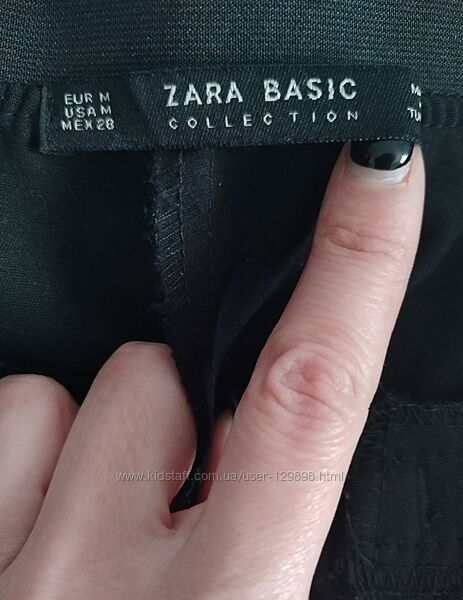 EUR M
USA M
MEX 28
ZARA BASIC
COLLECTION
www.kidstaff.com.ua/user-129898.html